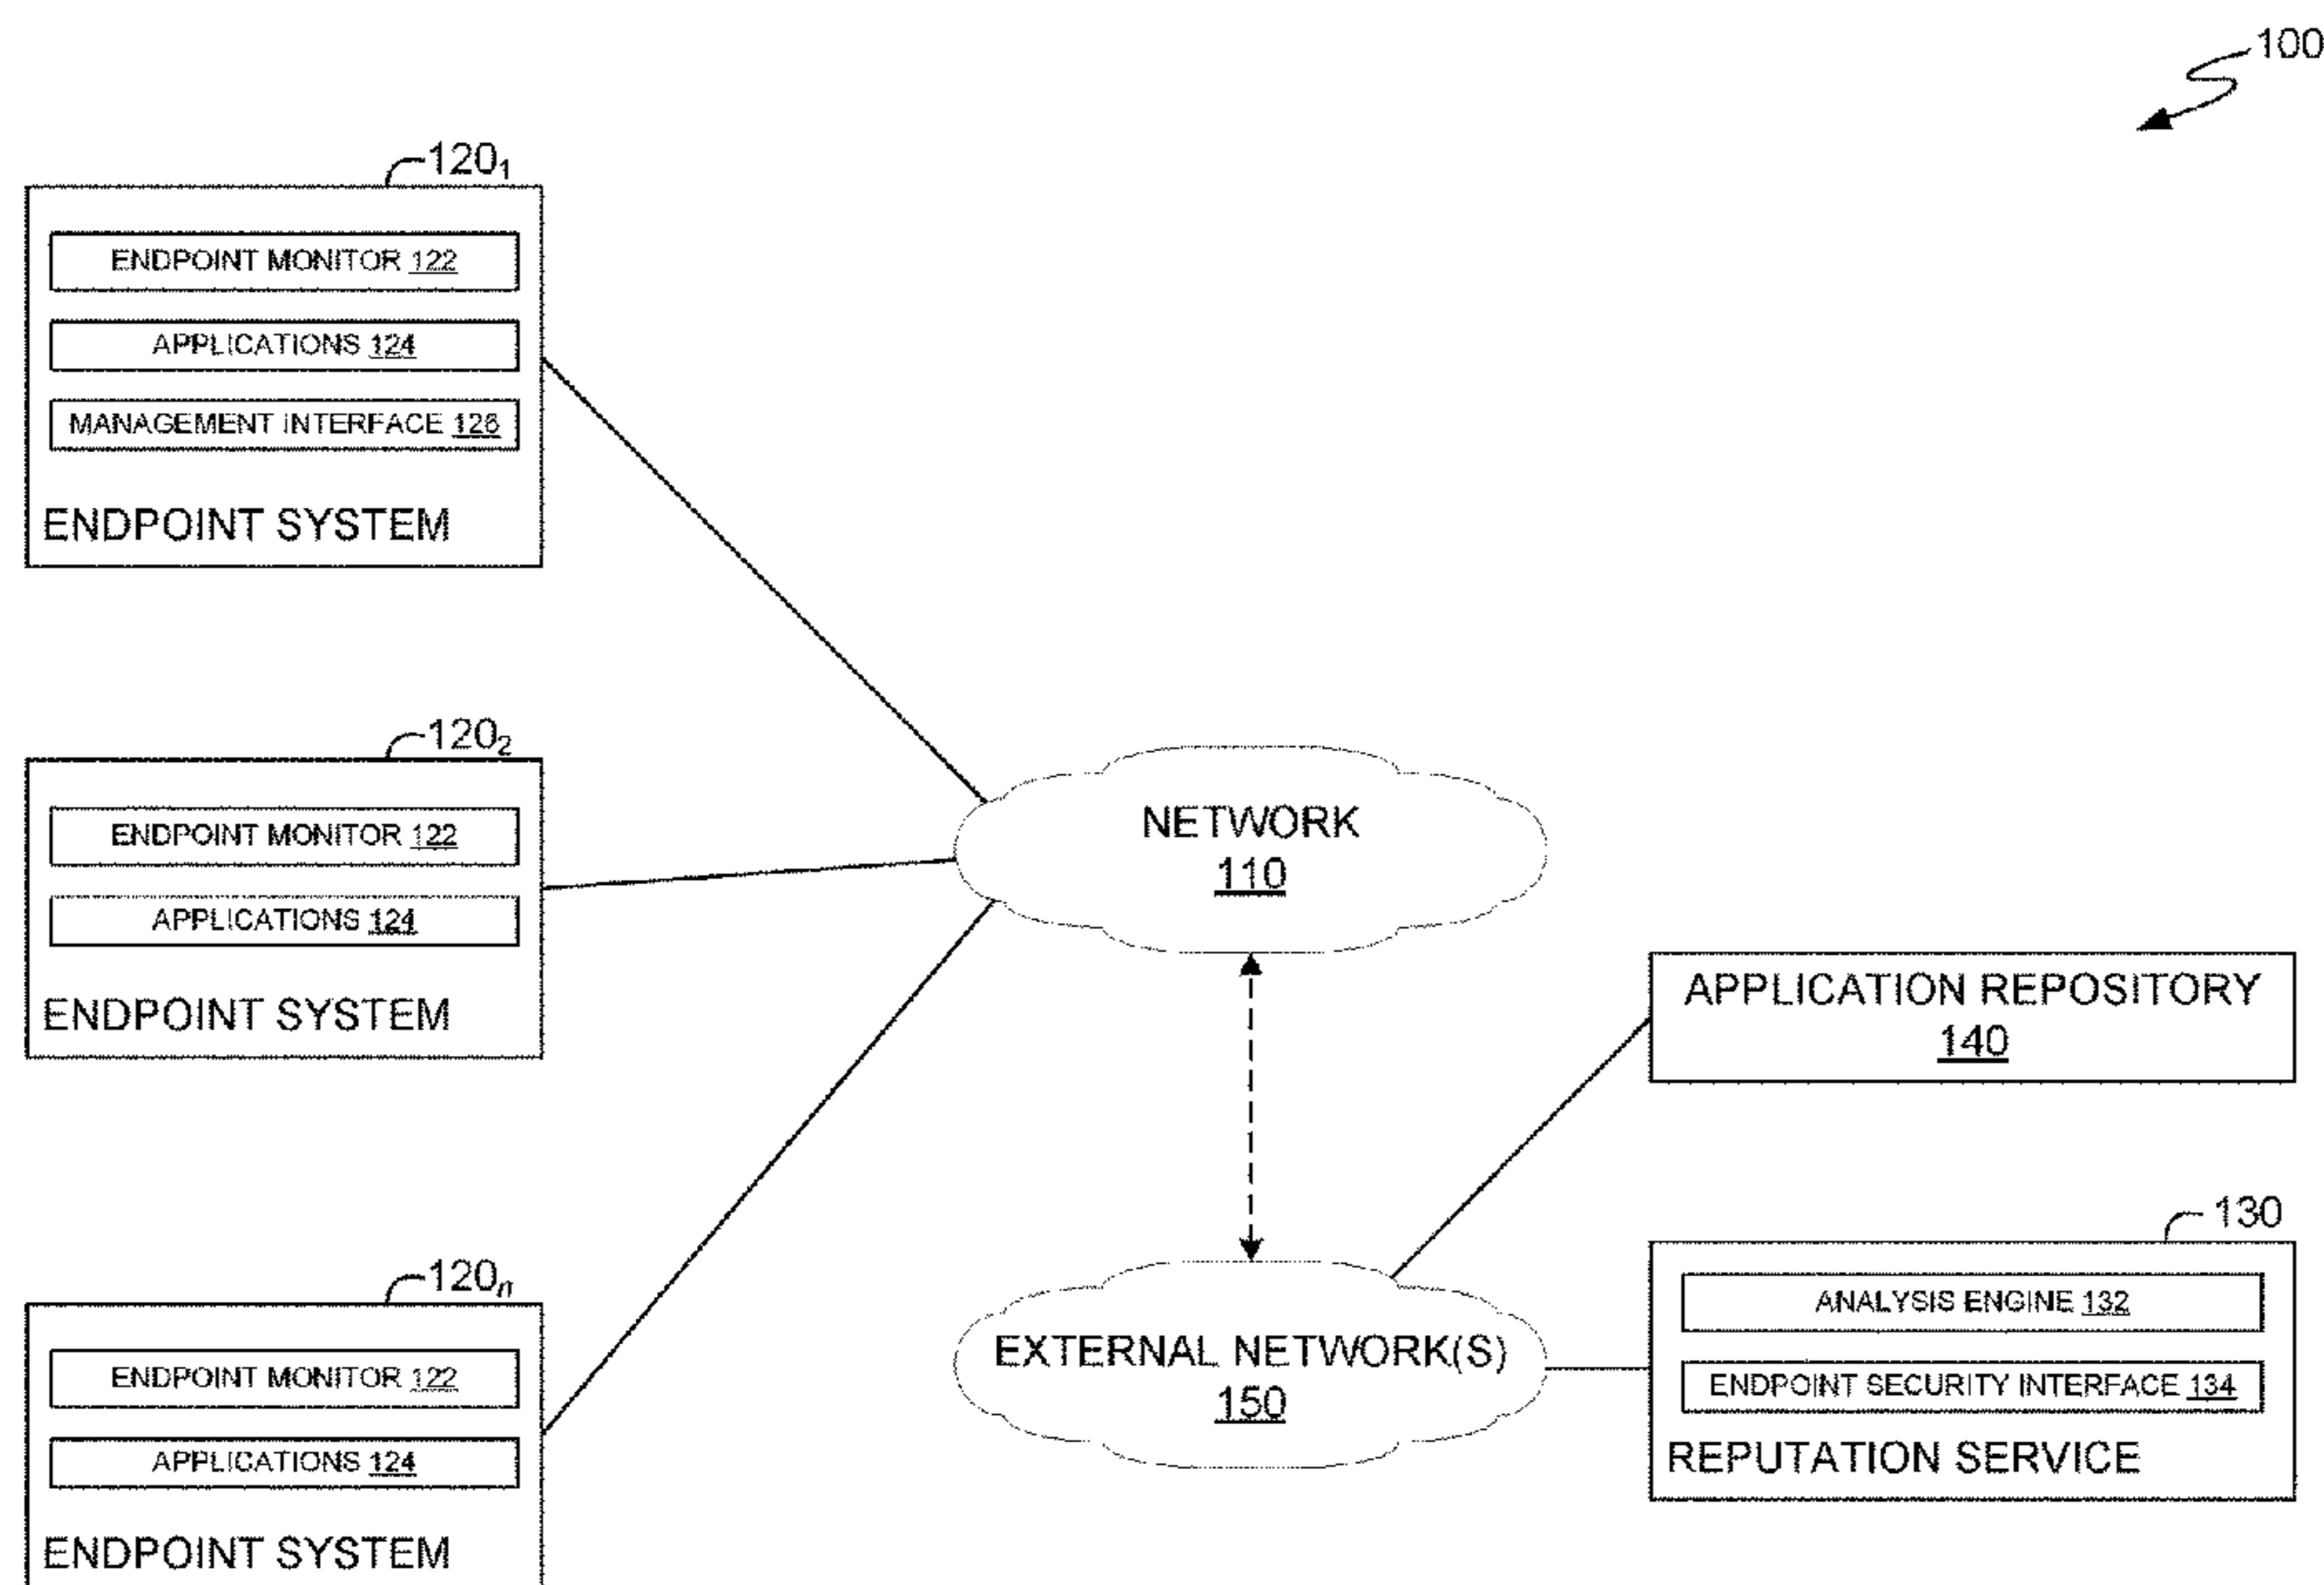 100
120₁
ENDPOINT MONITOR 122
APPLICATIONS 124
MANAGEMENT INTERFACE 126
ENDPOINT SYSTEM
120₂
ENDPOINT MONITOR 122
APPLICATIONS 124
ENDPOINT SYSTEM
120ₙ
ENDPOINT MONITOR 122
APPLICATIONS 124
ENDPOINT SYSTEM
NETWORK
110
EXTERNAL NETWORK(S)
150
APPLICATION REPOSITORY
140
130
ANALYSIS ENGINE 132
ENDPOINT SECURITY INTERFACE 134
REPUTATION SERVICE